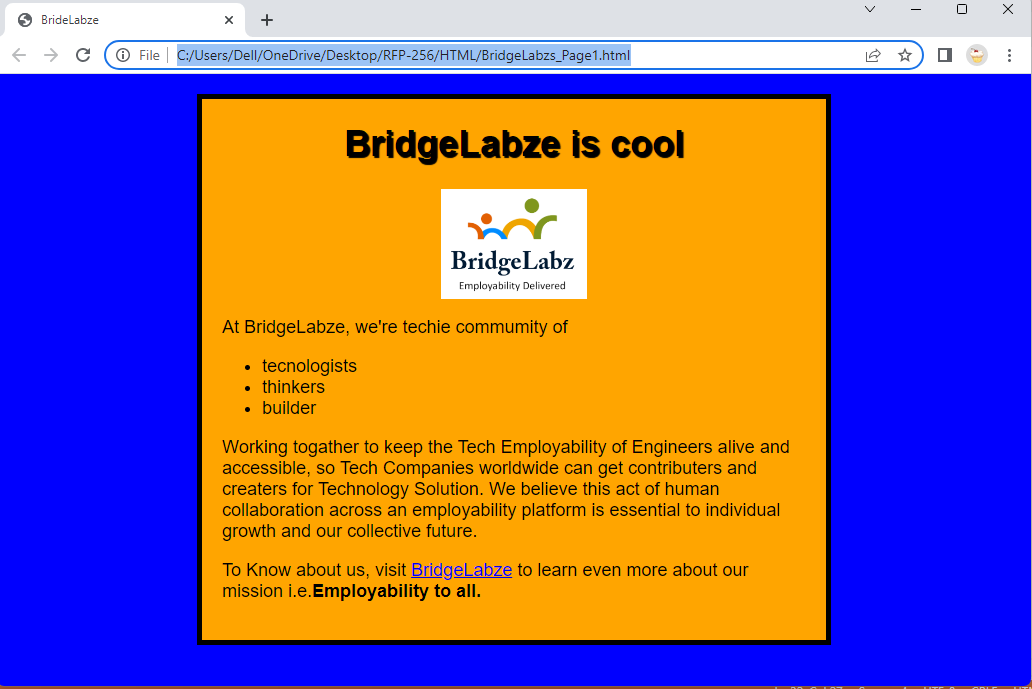 BrideLabze
File
C:/Users/Dell/OneDrive/Desktop/RFP-256/HTML/BridgeLabzs_Page1.html
BridgeLabze is cool
BridgeLabz
Employability Delivered
At BridgeLabze, we're techie commumity of
tecnologists
thinkers
builder
Working togather to keep the Tech Employability of Engineers alive and
accessible, so Tech Companies worldwide can get contributers and
creaters for Technology Solution. We believe this act of human
collaboration across an employability platform is essential to individual
growth and our collective future.
To Know about us, visit BridgeLabze to learn even more about our
mission i.e.Employability to all.